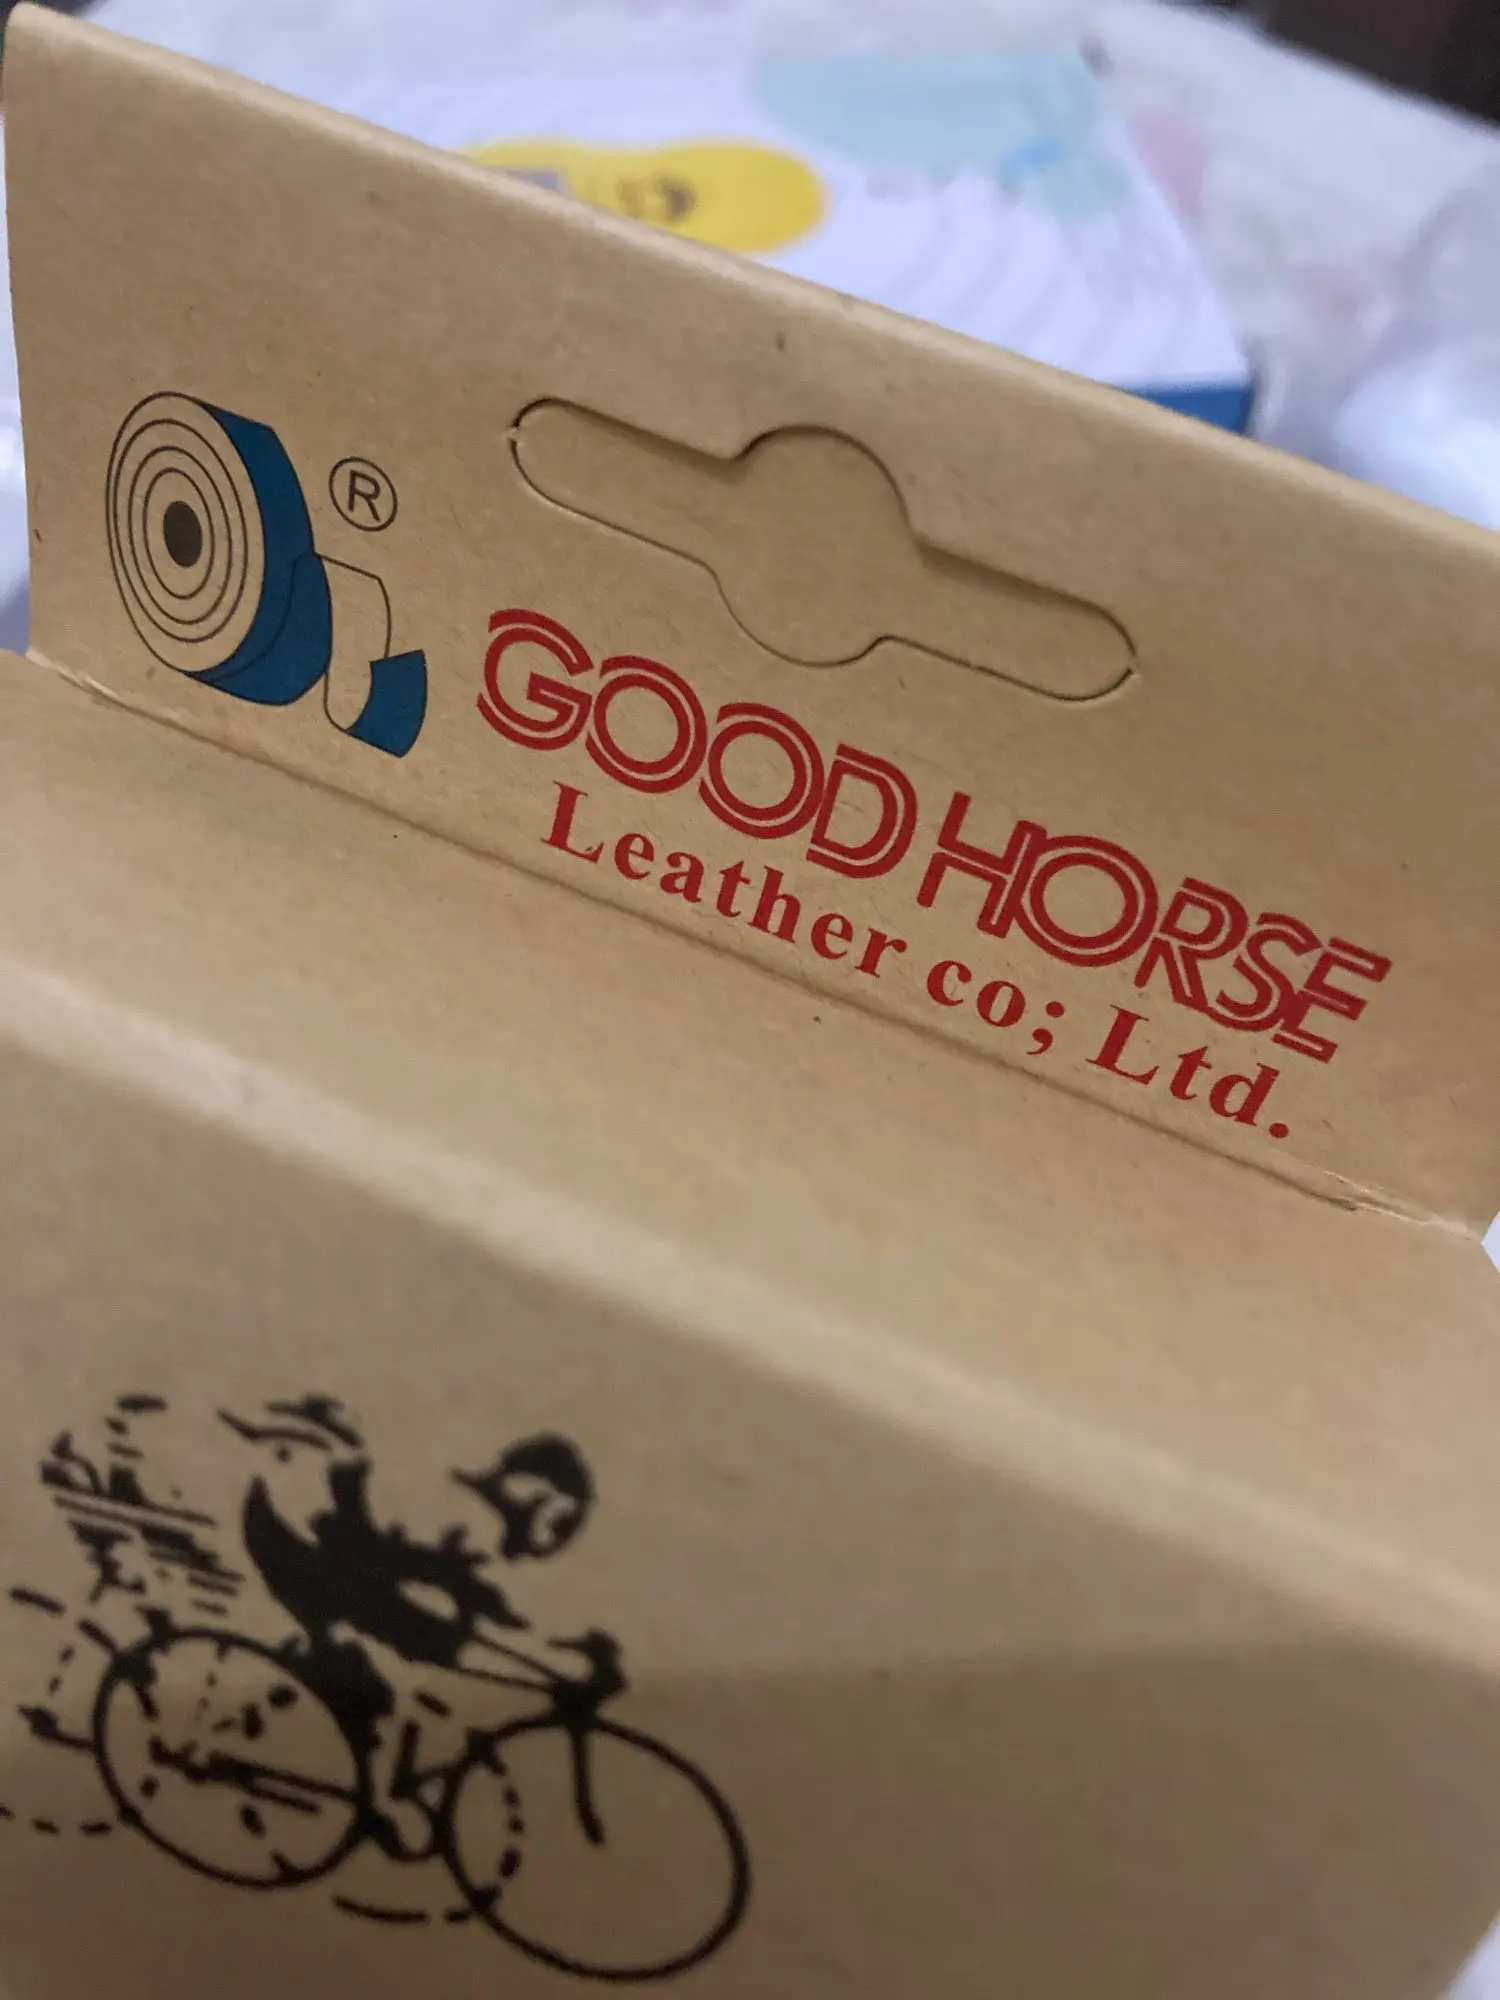 ®
GOOD HORSE
Leather co; Ltd.